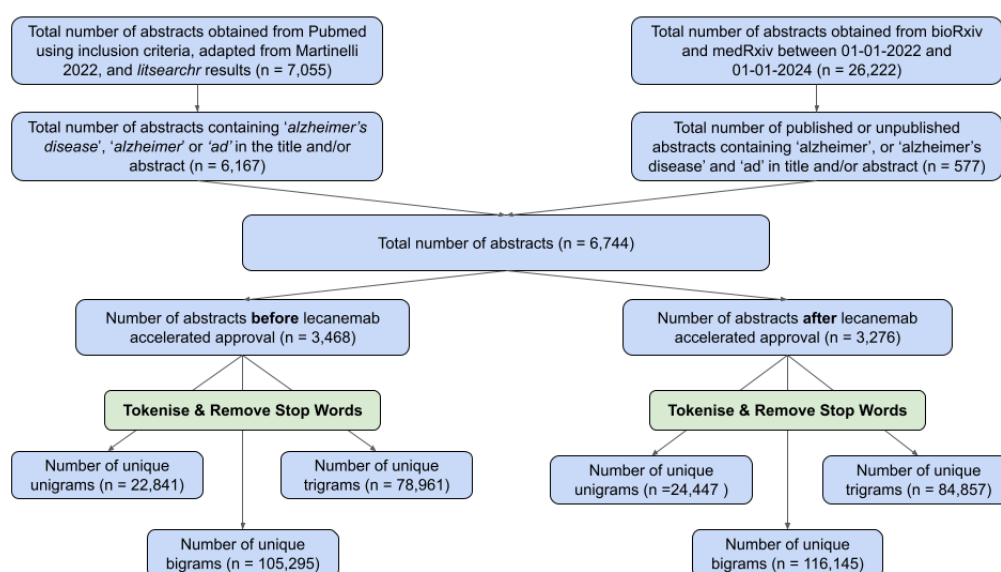 Total number of abstracts obtained from Pubmed
using inclusion criteria, adapted from Martinelli
2022, and litsearchr results (n = 7,055)
Total number of abstracts obtained from bioRxiv
and medRxiv between 01-01-2022 and
01-01-2024 (n = 26,222)
Total number of abstracts containing ‘alzheimer’s
disease’, ‘alzheimer’ or ‘ad’ in the title and/or
abstract (n = 6,167)
Total number of published or unpublished
abstracts containing ‘alzheimer’, or ‘alzheimer’s
disease’ and ‘ad’ in title and/or abstract (n = 577)
Total number of abstracts (n = 6,744)
Number of abstracts before lecanemab
accelerated approval (n = 3,468)
Number of abstracts after lecanemab
accelerated approval (n = 3,276)
Tokenise & Remove Stop Words
Tokenise & Remove Stop Words
Number of unique
unigrams (n = 22,841)
Number of unique
trigrams (n = 78,961)
Number of unique
unigrams (n =24,447 )
Number of unique
trigrams (n = 84,857)
Number of unique
bigrams (n = 105,295)
Number of unique
bigrams (n = 116,145)